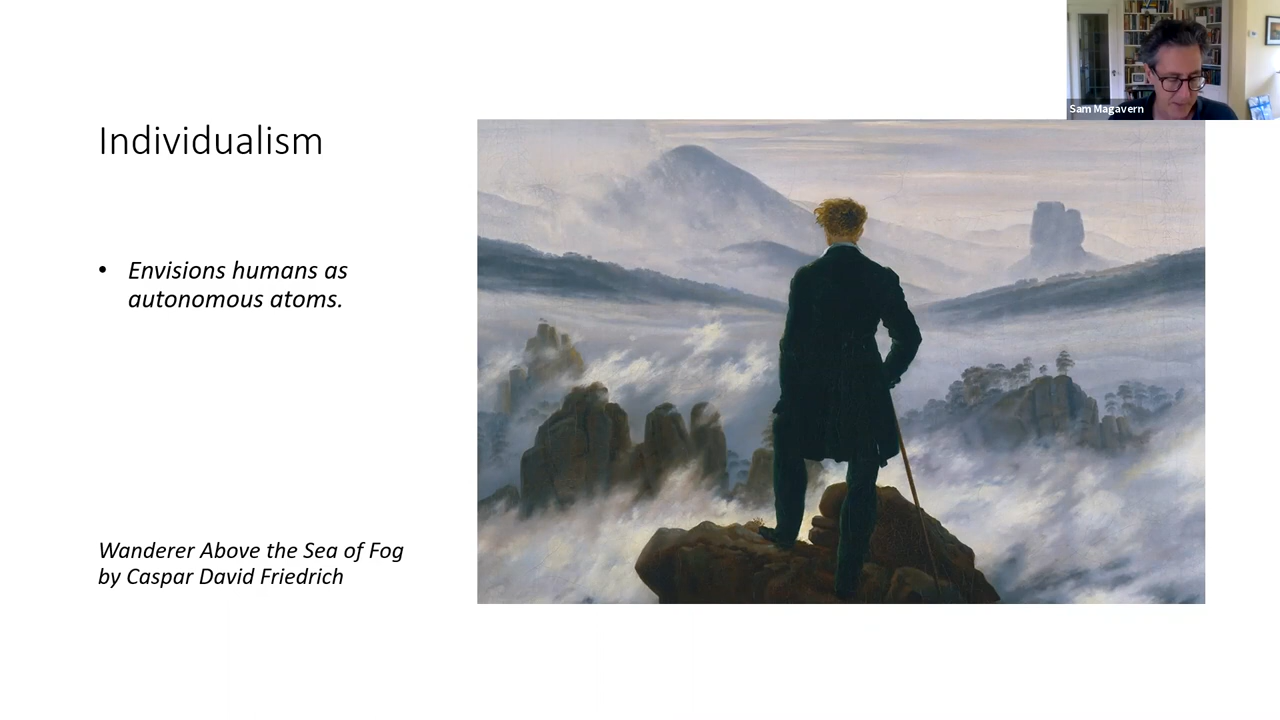 Sam Magavern
Individualism
• Envisions humans as
autonomous atoms.
Wanderer Above the Sea of Fog
by Caspar David Friedrich